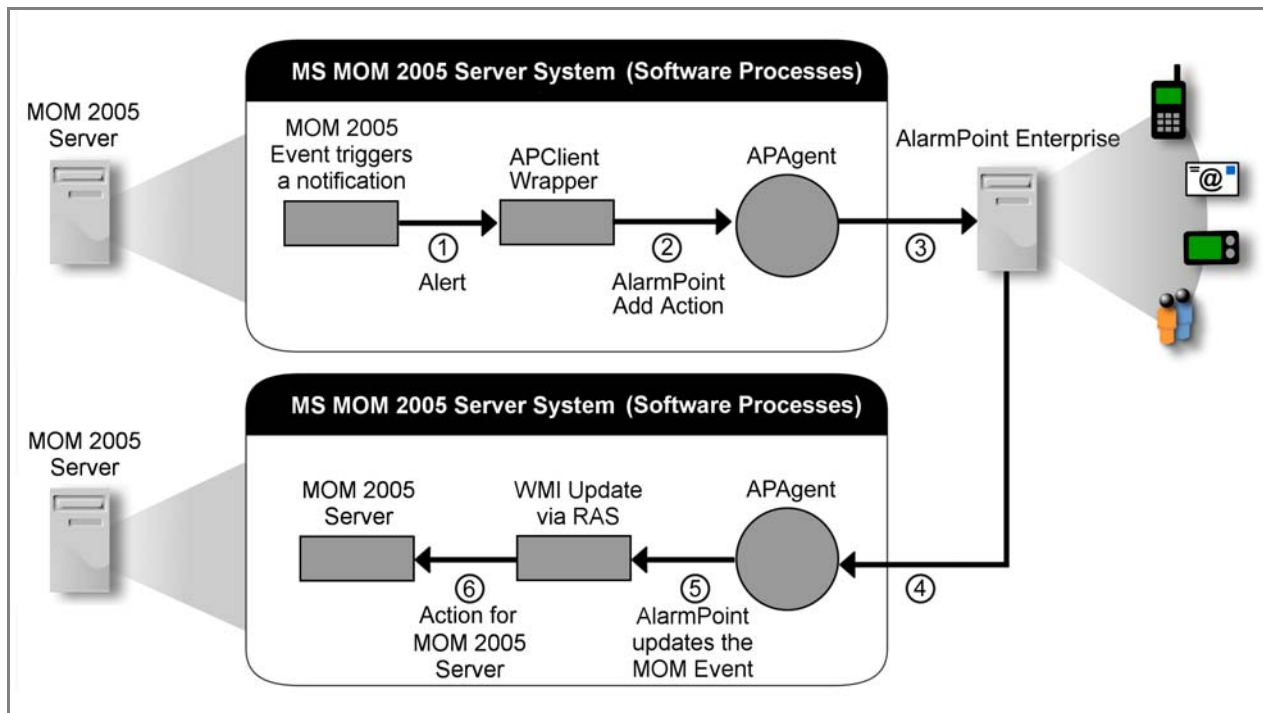 MS MOM 2005 Server System (Software Processes)
MOM 2005
Server
MOM 2005
Event triggers
a notification
APClient
Wrapper
APAgent
AlarmPoint Enterprise
@
1
Alert
2
AlarmPoint
Add Action
3
MS MOM 2005 Server System (Software Processes)
MOM 2005
Server
MOM 2005
Server
WMI Update
via RAS
APAgent
6
Action for
MOM 2005
Server
5
AlarmPoint
updates the
MOM Event
4